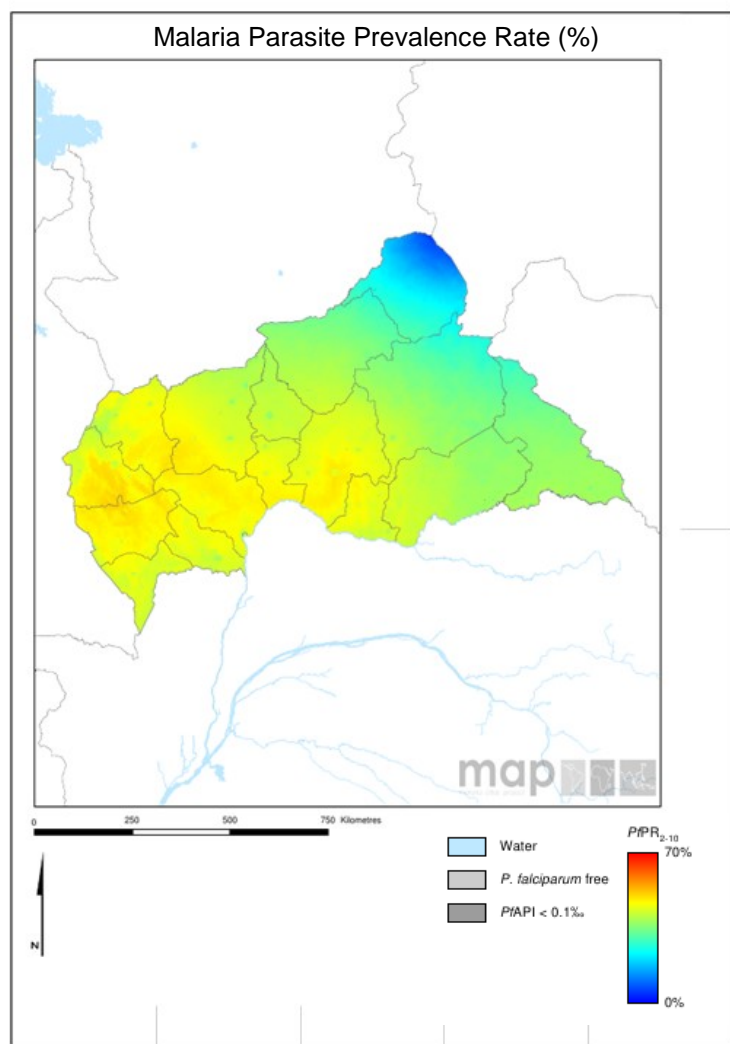 Malaria Parasite Prevalence Rate (%)
map
0 250 500 750 Kilometres
N
Water
P. falciparum free
PfAPI < 0.1‰
PfPR2-10
70%
0%